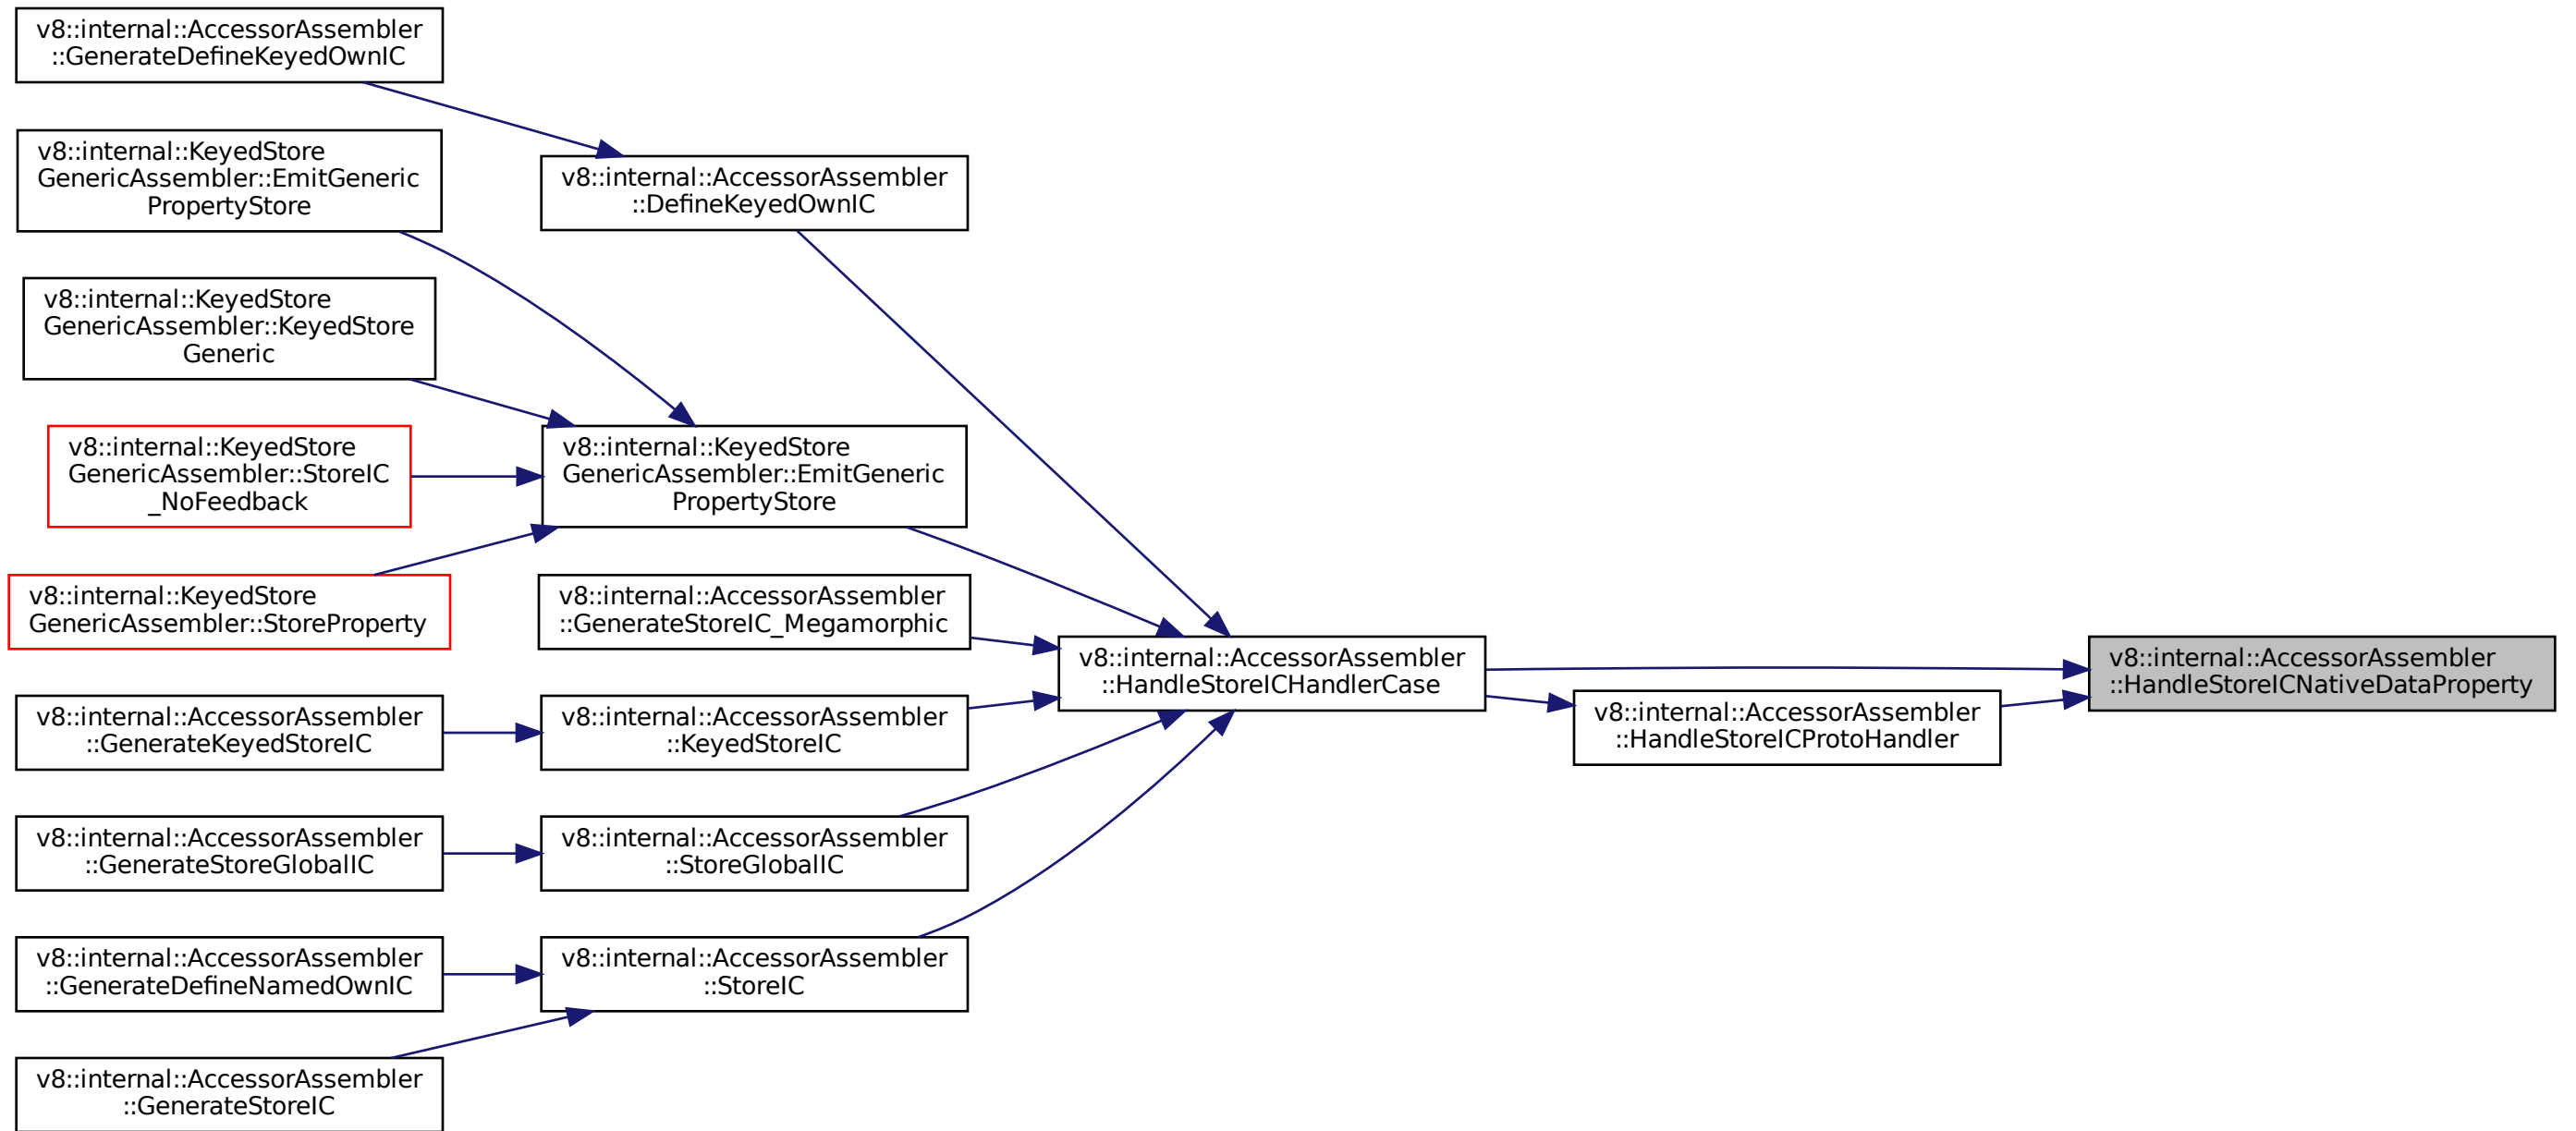 v8::internal::AccessorAssembler
::GenerateDefineKeyedOwnIC
v8::internal::KeyedStore
GenericAssembler::EmitGeneric
PropertyStore
v8::internal::KeyedStore
GenericAssembler::KeyedStore
Generic
v8::internal::KeyedStore
GenericAssembler::StoreIC
_NoFeedback
v8::internal::KeyedStore
GenericAssembler::StoreProperty
v8::internal::AccessorAssembler
::GenerateKeyedStoreIC
v8::internal::AccessorAssembler
::GenerateStoreGlobalIC
v8::internal::AccessorAssembler
::GenerateDefineNamedOwnIC
v8::internal::AccessorAssembler
::GenerateStoreIC
v8::internal::AccessorAssembler
::DefineKeyedOwnIC
v8::internal::KeyedStore
GenericAssembler::EmitGeneric
PropertyStore
v8::internal::AccessorAssembler
::GenerateStoreIC_Megamorphic
v8::internal::AccessorAssembler
::KeyedStoreIC
v8::internal::AccessorAssembler
::StoreGlobalIC
v8::internal::AccessorAssembler
::StoreIC
v8::internal::AccessorAssembler
::HandleStoreICHandlerCase
v8::internal::AccessorAssembler
::HandleStoreICProtoHandler
v8::internal::AccessorAssembler
::HandleStoreICNativeDataProperty